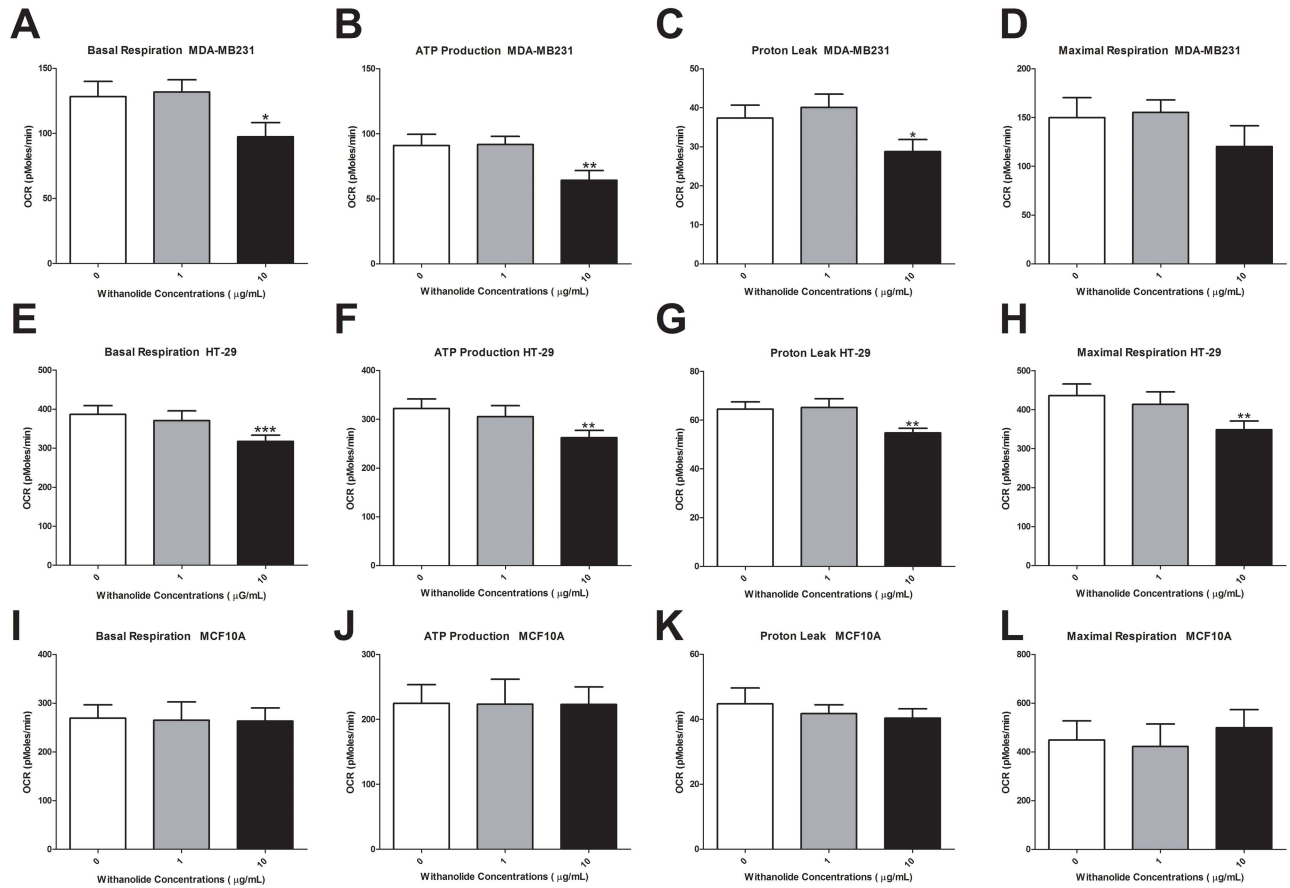 A
Basal Respiration MDA-MB231
OCR (pMoles/min)
150
100
50
0
0 1 10
Withanolide Concentrations ( μg/mL)
B
ATP Production MDA-MB231
OCR (pMoles/min)
150
100
50
0
**
0 1 10
Withanolide Concentrations ( μg/mL)
C
Proton Leak MDA-MB231
OCR (pMoles/min)
50
40
30
20
10
0
*
0 1 10
Withanolide Concentrations ( μg/mL)
D
Maximal Respiration MDA-MB231
OCR (pMoles/min)
200
150
100
50
0
0 1 10
Withanolide Concentrations ( μg/mL)
E
Basal Respiration HT-29
OCR (pMoles/min)
500
400
300
200
100
0
***
0 1 10
Withanolide Concentrations ( μG/mL)
F
ATP Production HT-29
OCR (pMoles/min)
400
300
200
100
0
**
0 1 10
Withanolide Concentrations ( μg/mL)
G
Proton Leak HT-29
OCR (pMoles/min)
80
60
40
20
0
**
0 1 10
Withanolide Concentrations ( μg/mL)
H
Maximal Respiration HT-29
OCR (pMoles/min)
500
400
300
200
100
0
**
0 1 10
Withanolide Concentrations ( μg/mL)
I
Basal Respiration MCF10A
OCR (pMoles/min)
400
300
200
100
0
0 1 10
Withanolide Concentrations ( μg/mL)
J
ATP Production MCF10A
OCR (pMoles/min)
300
200
100
0
0 1 10
Withanolide Concentrations ( μg/mL)
K
Proton Leak MCF10A
OCR (pMoles/min)
60
40
20
0
0 1 10
Withanolide Concentrations ( μg/mL)
L
Maximal Respiration MCF10A
OCR (pMoles/min)
800
600
400
200
0
0 1 10
Withanolide Concentrations ( μg/mL)